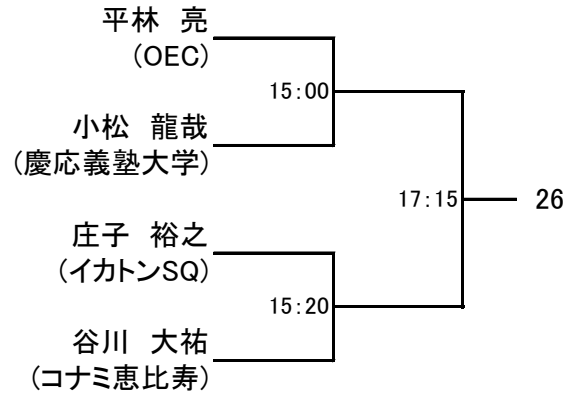 平林　亮
(OEC)
15:00
小松　龍哉
(慶応義塾大学)
17:15
26
庄子　裕之
(イカトンSQ)
15:20
谷川　大祐
(コナミ恵比寿)